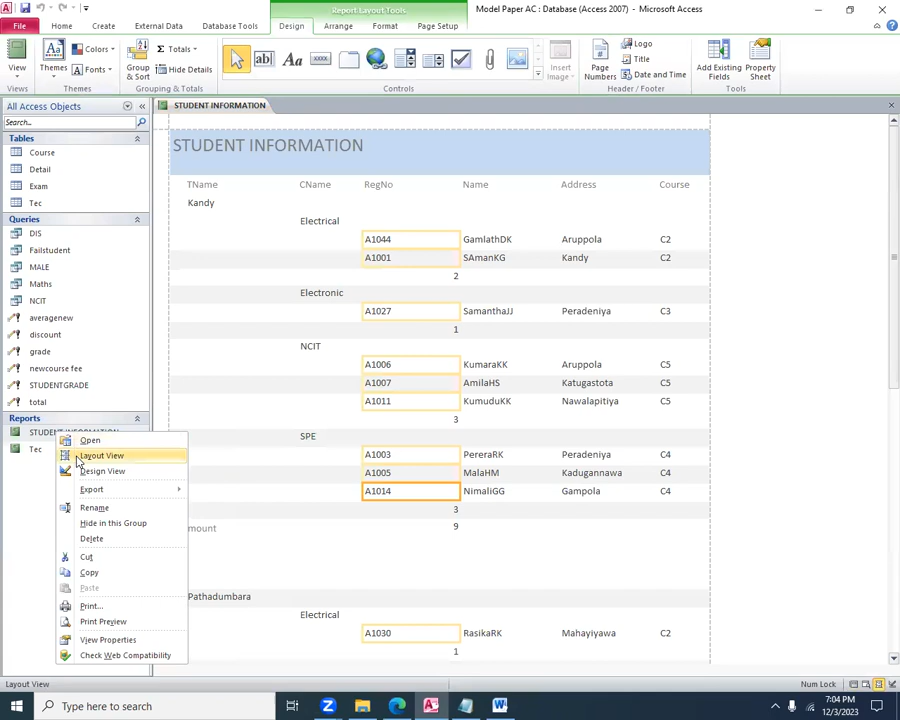 Report Layout Tools
Model Paper AC : Database (Access 2007) - Microsoft Access
File Home Create External Data Database Tools Design Arrange Format Page Setup
View Themes Colors Fonts Group & Sort Totals Hide Details Insert Image Page Numbers Logo Title Date and Time Add Existing Fields Property Sheet
Views Themes Grouping & Totals Controls Header / Footer Tools
All Access Objects
Search...
Tables
Course
Detail
Exam
Tec
Queries
DIS
Failstudent
MALE
Maths
NCIT
averagenew
discount
grade
newcourse fee
STUDENTGRADE
total
Reports
STUDENT INFORMATION
Tec
Open
Layout View
Design View
Export
Rename
Hide in this Group
Delete
Cut
Copy
Paste
Print...
Print Preview
View Properties
Check Web Compatibility
STUDENT INFORMATION
STUDENT INFORMATION
TName CName RegNo Name Address Course
Kandy
Electrical
A1044 GamlathDK Aruppola C2
A1001 SAmanKG Kandy C2
2
Electronic
A1027 SamanthaJJ Peradeniya C3
1
NCIT
A1006 KumaraKK Aruppola C5
A1007 AmilaHS Katugastota C5
A1011 KumuduKK Nawalapitiya C5
3
SPE
A1003 PereraRK Peradeniya C4
A1005 MalaHM Kadugannawa C4
A1014 NimaliGG Gampola C4
3
mount 9
Pathadumbara
Electrical
A1030 RasikaRK Mahayiyawa C2
1
Layout View
Num Lock
Type here to search
7:04 PM
12/3/2023